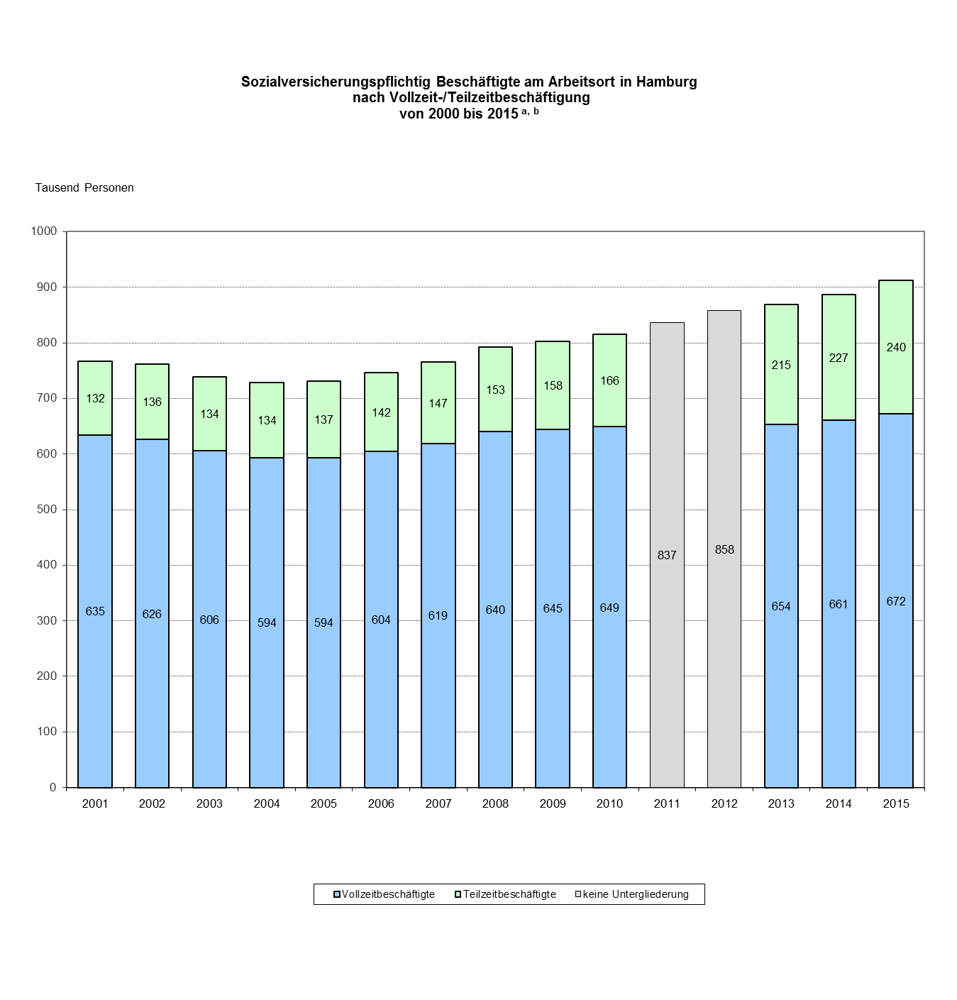 Sozialversicherungspflichtig Beschäftigte am Arbeitsort in Hamburg
nach Vollzeit-/Teilzeitbeschäftigung
von 2000 bis 2015 a, b
Tausend Personen
1000
900
800
700
600
500
400
300
200
100
0
132 136 134 134 137 142 147 153 158 166 215 227 240
837 858
635 626 606 594 594 604 619 640 645 649 654 661 672
2001 2002 2003 2004 2005 2006 2007 2008 2009 2010 2011 2012 2013 2014 2015
Vollzeitbeschäftigte Teilzeitbeschäftigte keine Untergliederung